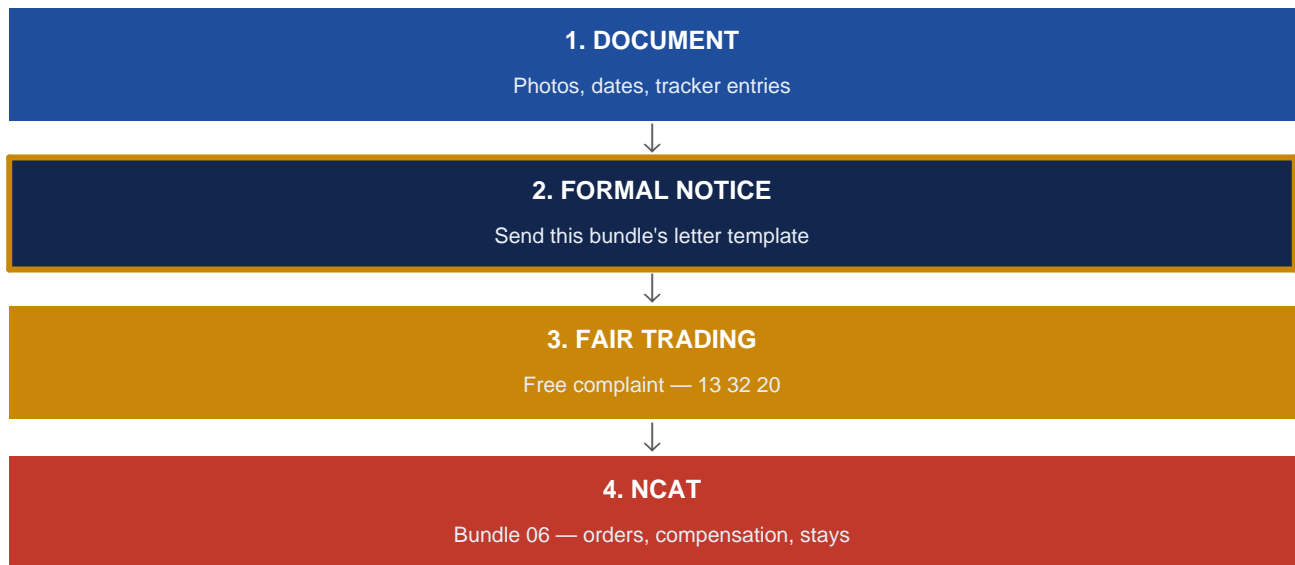 1. DOCUMENT
Photos, dates, tracker entries
2. FORMAL NOTICE
Send this bundle's letter template
3. FAIR TRADING
Free complaint — 13 32 20
4. NCAT
Bundle 06 — orders, compensation, stays